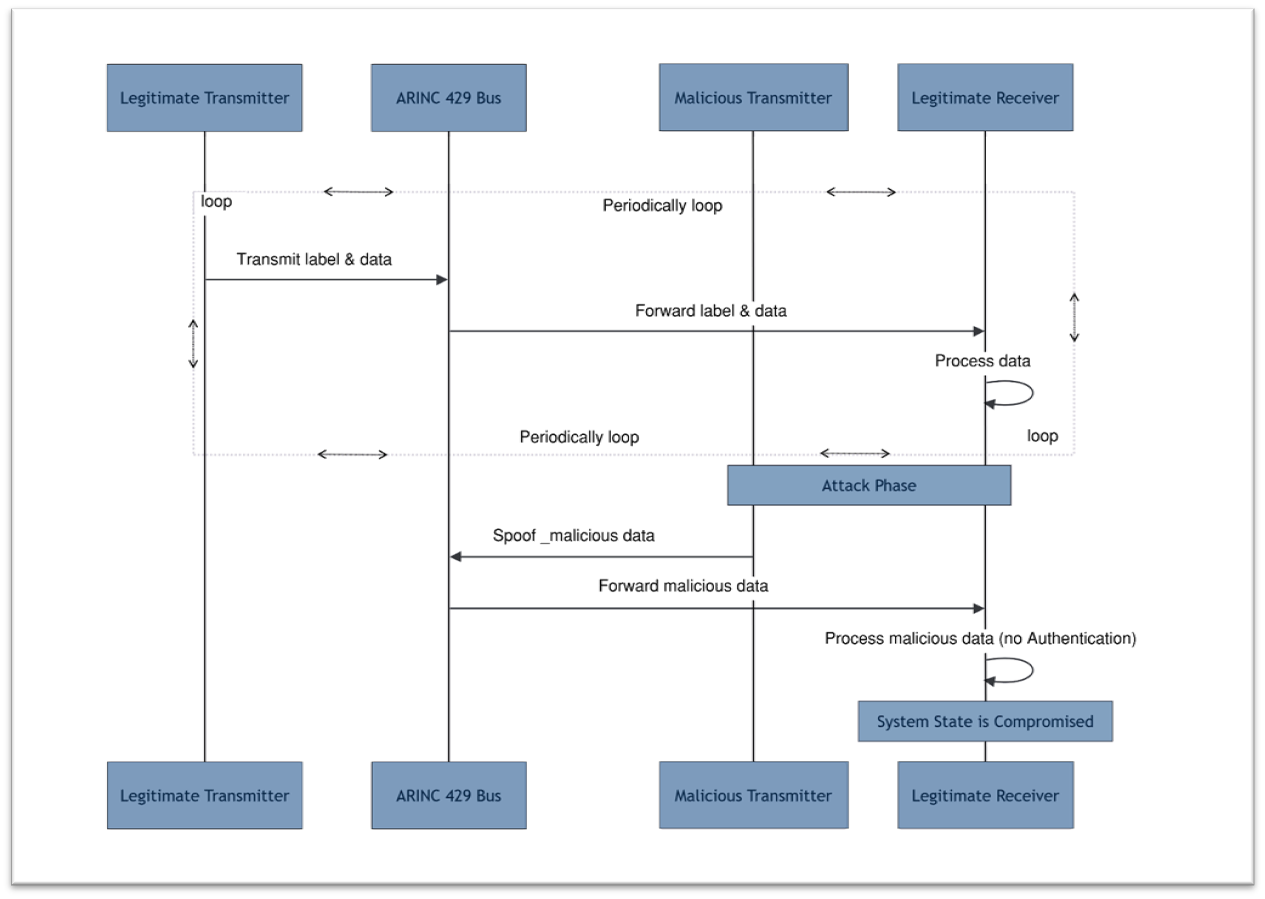 Legitimate Transmitter
ARINC 429 Bus
Malicious Transmitter
Legitimate Receiver
loop
Periodically loop
Transmit label & data
Forward label & data
Process data
Periodically loop
loop
Attack Phase
Spoof _malicious data
Forward malicious data
Process malicious data (no Authentication)
System State is Compromised
Legitimate Transmitter
ARINC 429 Bus
Malicious Transmitter
Legitimate Receiver